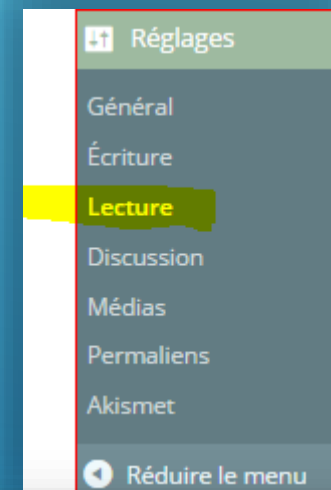 Réglages
Général
Écriture
Lecture
Discussion
Médias
Permaliens
Akismet
Réduire le menu